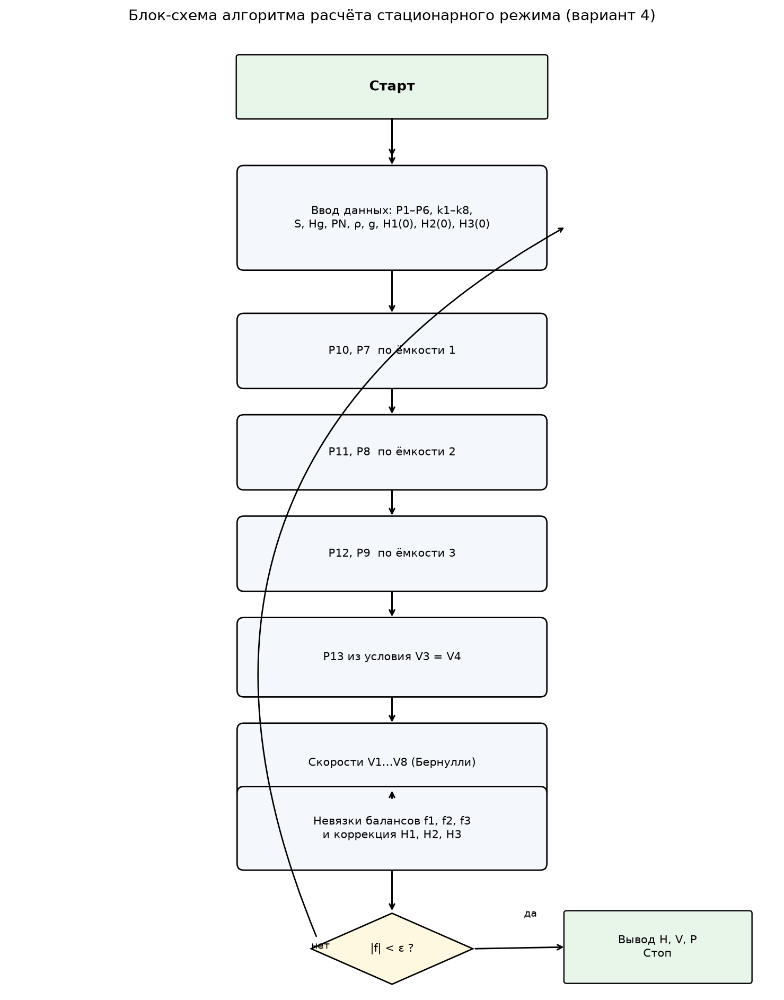 Блок-схема алгоритма расчёта стационарного режима (вариант 4)
Старт
Ввод данных: P1–P6, k1–k8,
S, Hg, PN, ρ, g, H1(0), H2(0), H3(0)
P10, P7 по ёмкости 1
P11, P8 по ёмкости 2
P12, P9 по ёмкости 3
P13 из условия V3 = V4
Скорости V1…V8 (Бернулли)
Невязки балансов f1, f2, f3
и коррекция H1, H2, H3
да
нет
|f| < ε ?
Вывод H, V, P
Стоп